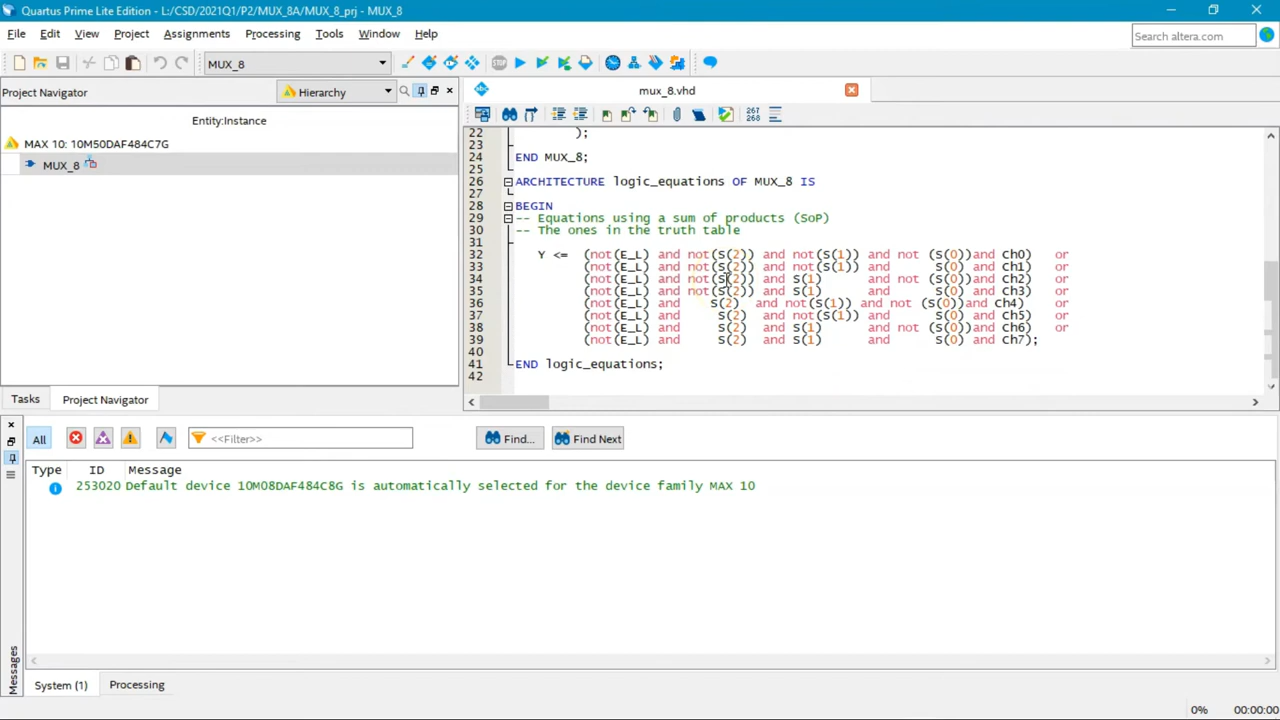 Quartus Prime Lite Edition - L:/CSD/2021Q1/P2/MUX_8A/MUX_8_prj - MUX_8
File Edit View Project Assignments Processing Tools Window Help
Search altera.com
MUX_8
Project Navigator
Hierarchy
Entity:Instance
MAX 10: 10M50DAF484C7G
MUX_8
Tasks Project Navigator
mux_8.vhd
267
268
22 );
23
24 END MUX_8;
25
26 ARCHITECTURE logic_equations OF MUX_8 IS
27
28 BEGIN
29 -- Equations using a sum of products (SoP)
30 -- The ones in the truth table
31
32 Y <= (not(E_L) and not(S(2)) and not(S(1)) and not (S(0))and Ch0) or
33 (not(E_L) and not(S(2)) and not(S(1)) and S(0) and Ch1) or
34 (not(E_L) and not(S(2)) and S(1) and not (S(0))and Ch2) or
35 (not(E_L) and not(S(2)) and S(1) and S(0) and Ch3) or
36 (not(E_L) and S(2) and not(S(1)) and not (S(0))and Ch4) or
37 (not(E_L) and S(2) and not(S(1)) and S(0) and Ch5) or
38 (not(E_L) and S(2) and S(1) and not (S(0))and Ch6) or
39 (not(E_L) and S(2) and S(1) and S(0) and Ch7);
40
41 END logic_equations;
42
All <<Filter>> Find... Find Next
Type ID Message
253020 Default device 10M08DAF484C8G is automatically selected for the device family MAX 10
Messages
System (1) Processing
0% 00:00:00